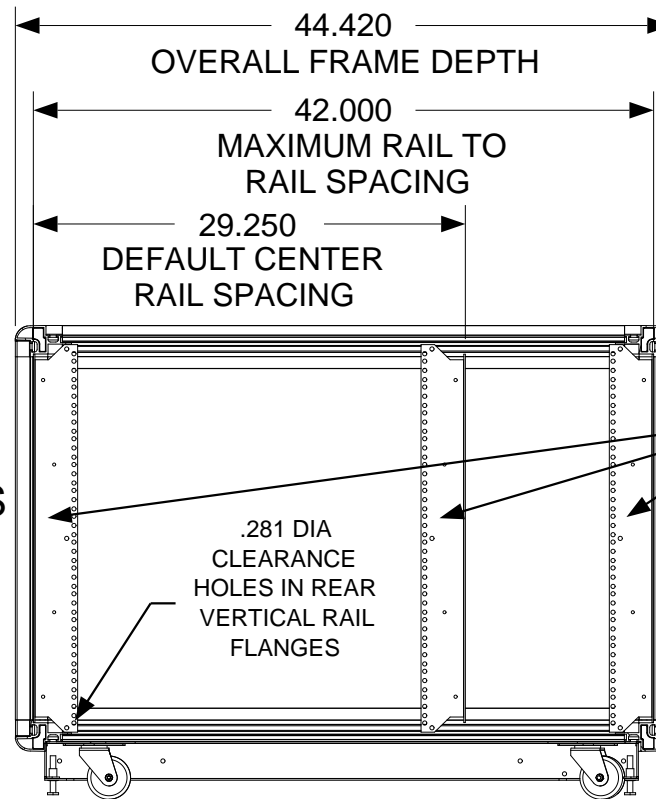 44.420
OVERALL FRAME DEPTH
42.000
MAXIMUM RAIL TO
RAIL SPACING
29.250
DEFAULT CENTER
RAIL SPACING
.281 DIA
CLEARANCE
HOLES IN REAR
VERTICAL RAIL
FLANGES